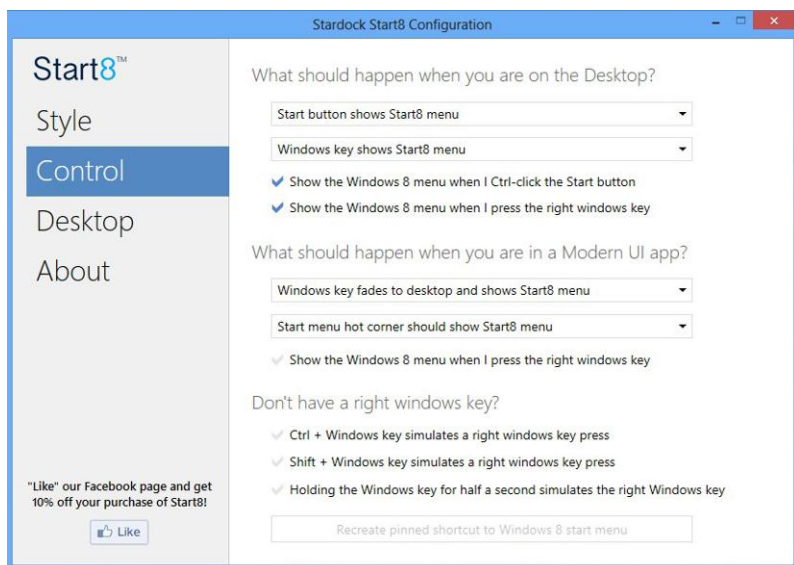 Stardock Start8 Configuration
Start8™
Style
Control
Desktop
About
"Like" our Facebook page and get
10% off your purchase of Start8!
Like
What should happen when you are on the Desktop?
Start button shows Start8 menu
Windows key shows Start8 menu
Show the Windows 8 menu when I Ctrl-click the Start button
Show the Windows 8 menu when I press the right windows key
What should happen when you are in a Modern UI app?
Windows key fades to desktop and shows Start8 menu
Start menu hot corner should show Start8 menu
Show the Windows 8 menu when I press the right windows key
Don't have a right windows key?
Ctrl + Windows key simulates a right windows key press
Shift + Windows key simulates a right windows key press
Holding the Windows key for half a second simulates the right Windows key
Recreate pinned shortcut to Windows 8 start menu